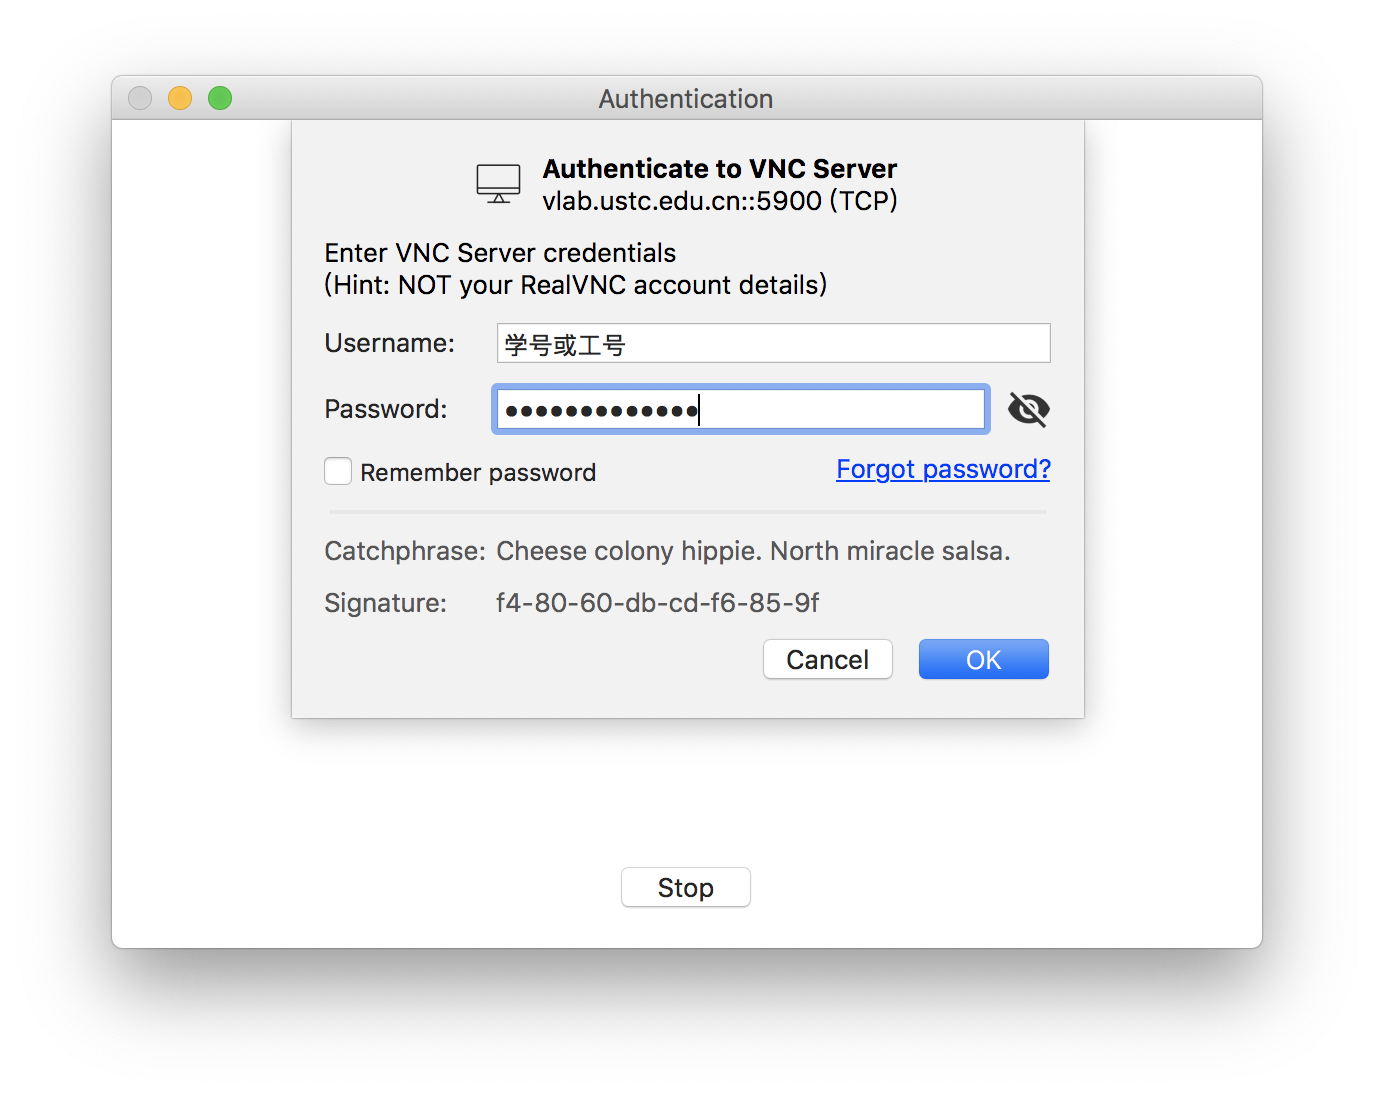 Authentication
Authenticate to VNC Server
vlab.ustc.edu.cn::5900 (TCP)
Enter VNC Server credentials
(Hint: NOT your RealVNC account details)
Username: 学号或工号
Password: •••••••••••••
Remember password Forgot password?
Catchphrase: Cheese colony hippie. North miracle salsa.
Signature: f4-80-60-db-cd-f6-85-9f
Cancel OK
Stop